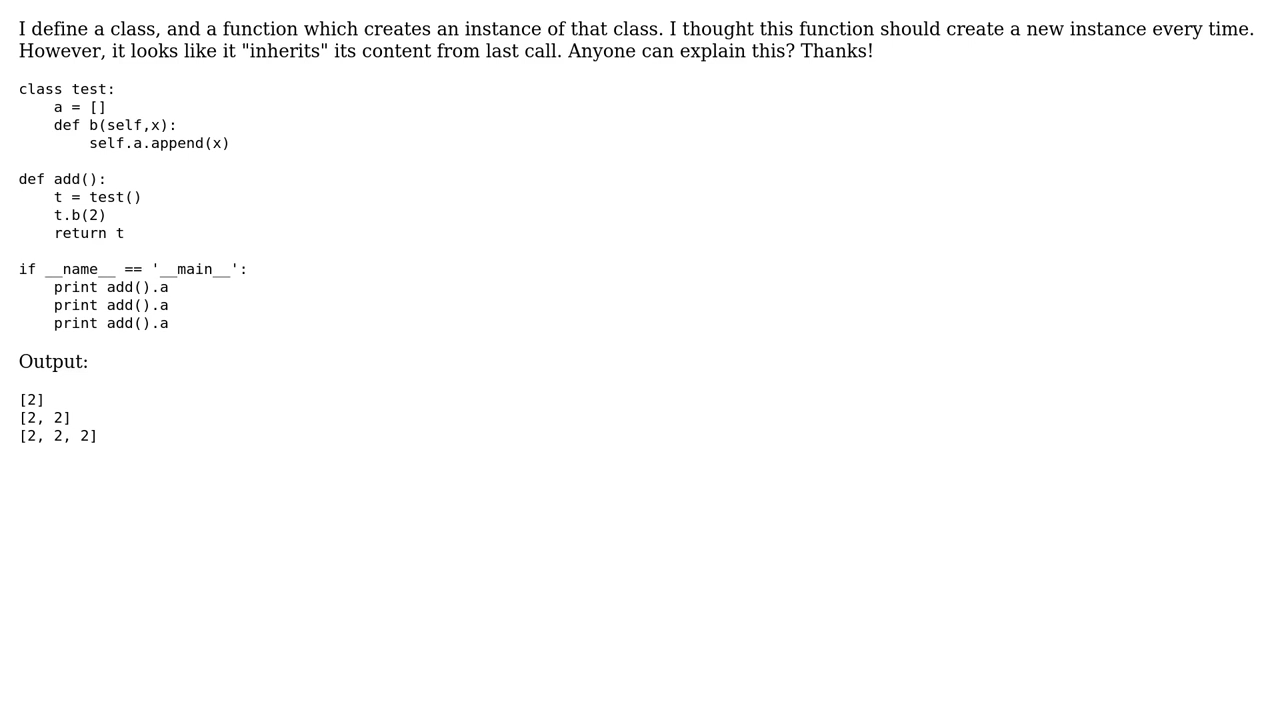 I define a class, and a function which creates an instance of that class. I thought this function should create a new instance every time.
However, it looks like it "inherits" its content from last call. Anyone can explain this? Thanks!
class test:
    a = []
    def b(self,x):
        self.a.append(x)
def add():
    t = test()
    t.b(2)
    return t
if __name__ == '__main__':
    print add().a
    print add().a
    print add().a
Output:
[2]
[2, 2]
[2, 2, 2]